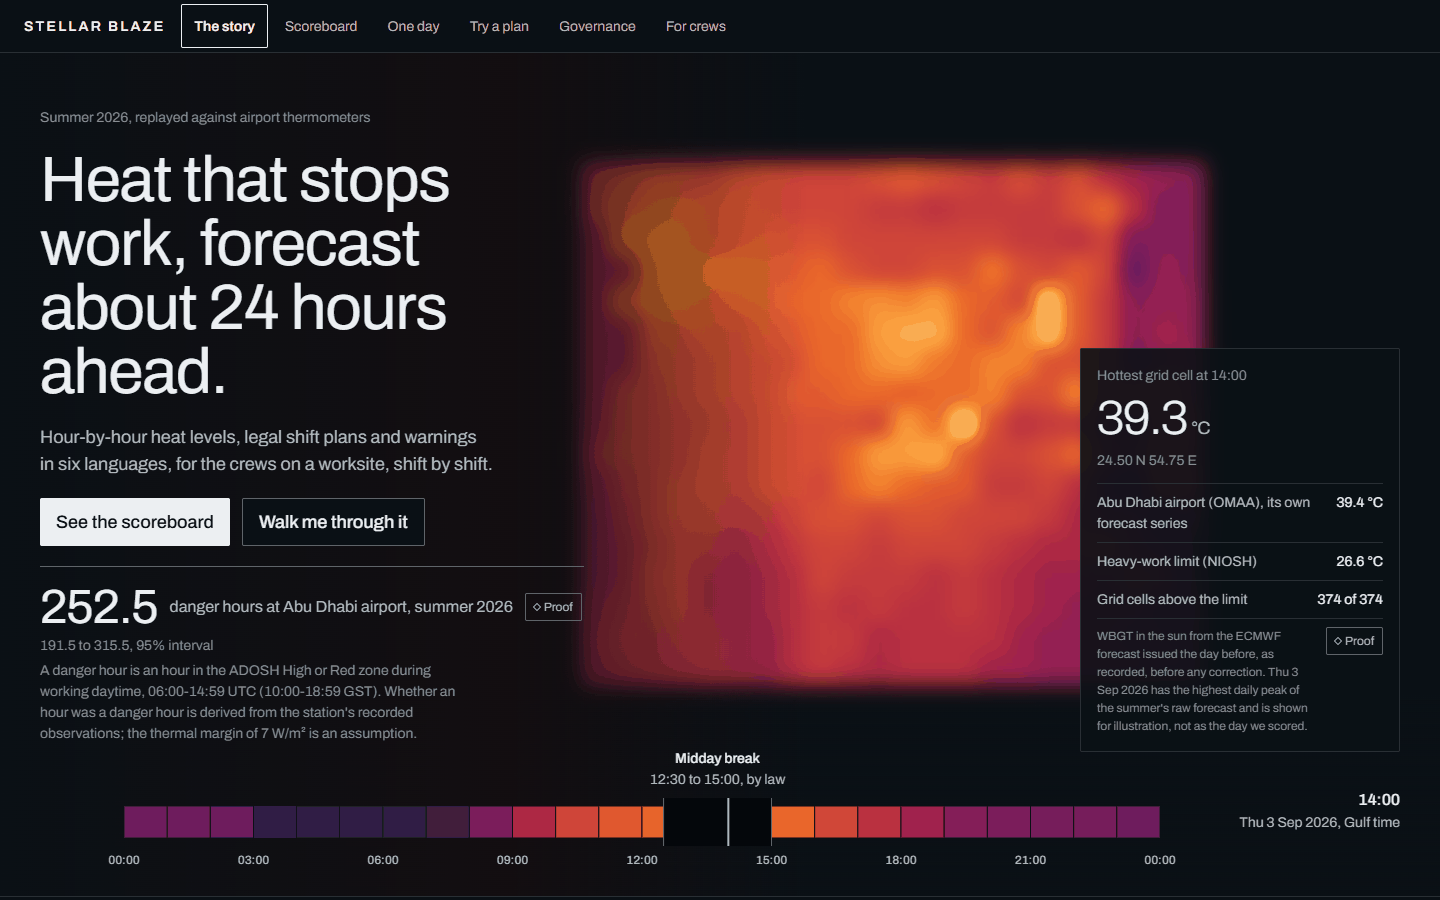 STELLAR BLAZE
The story
Scoreboard
One day
Try a plan
Governance
For crews
Summer 2026, replayed against airport thermometers
Heat that stops
work, forecast
about 24 hours
ahead.
Hour-by-hour heat levels, legal shift plans and warnings
in six languages, for the crews on a worksite, shift by shift.
See the scoreboard
Walk me through it
252.5 danger hours at Abu Dhabi airport, summer 2026 ◇ Proof
191.5 to 315.5, 95% interval
A danger hour is an hour in the ADOSH High or Red zone during
working daytime, 06:00-14:59 UTC (10:00-18:59 GST). Whether an
hour was a danger hour is derived from the station's recorded
observations; the thermal margin of 7 W/m² is an assumption.
Hottest grid cell at 14:00
39.3 °C
24.50 N 54.75 E
Abu Dhabi airport (OMAA), its own 39.4 °C
forecast series
Heavy-work limit (NIOSH) 26.6 °C
Grid cells above the limit 374 of 374
WBGT in the sun from the ECMWF
forecast issued the day before, as
recorded, before any correction. Thu 3
Sep 2026 has the highest daily peak of
the summer's raw forecast and is shown
for illustration, not as the day we scored.
◇ Proof
Midday break
12:30 to 15:00, by law
14:00
Thu 3 Sep 2026, Gulf time
00:00 03:00 06:00 09:00 12:00 15:00 18:00 21:00 00:00